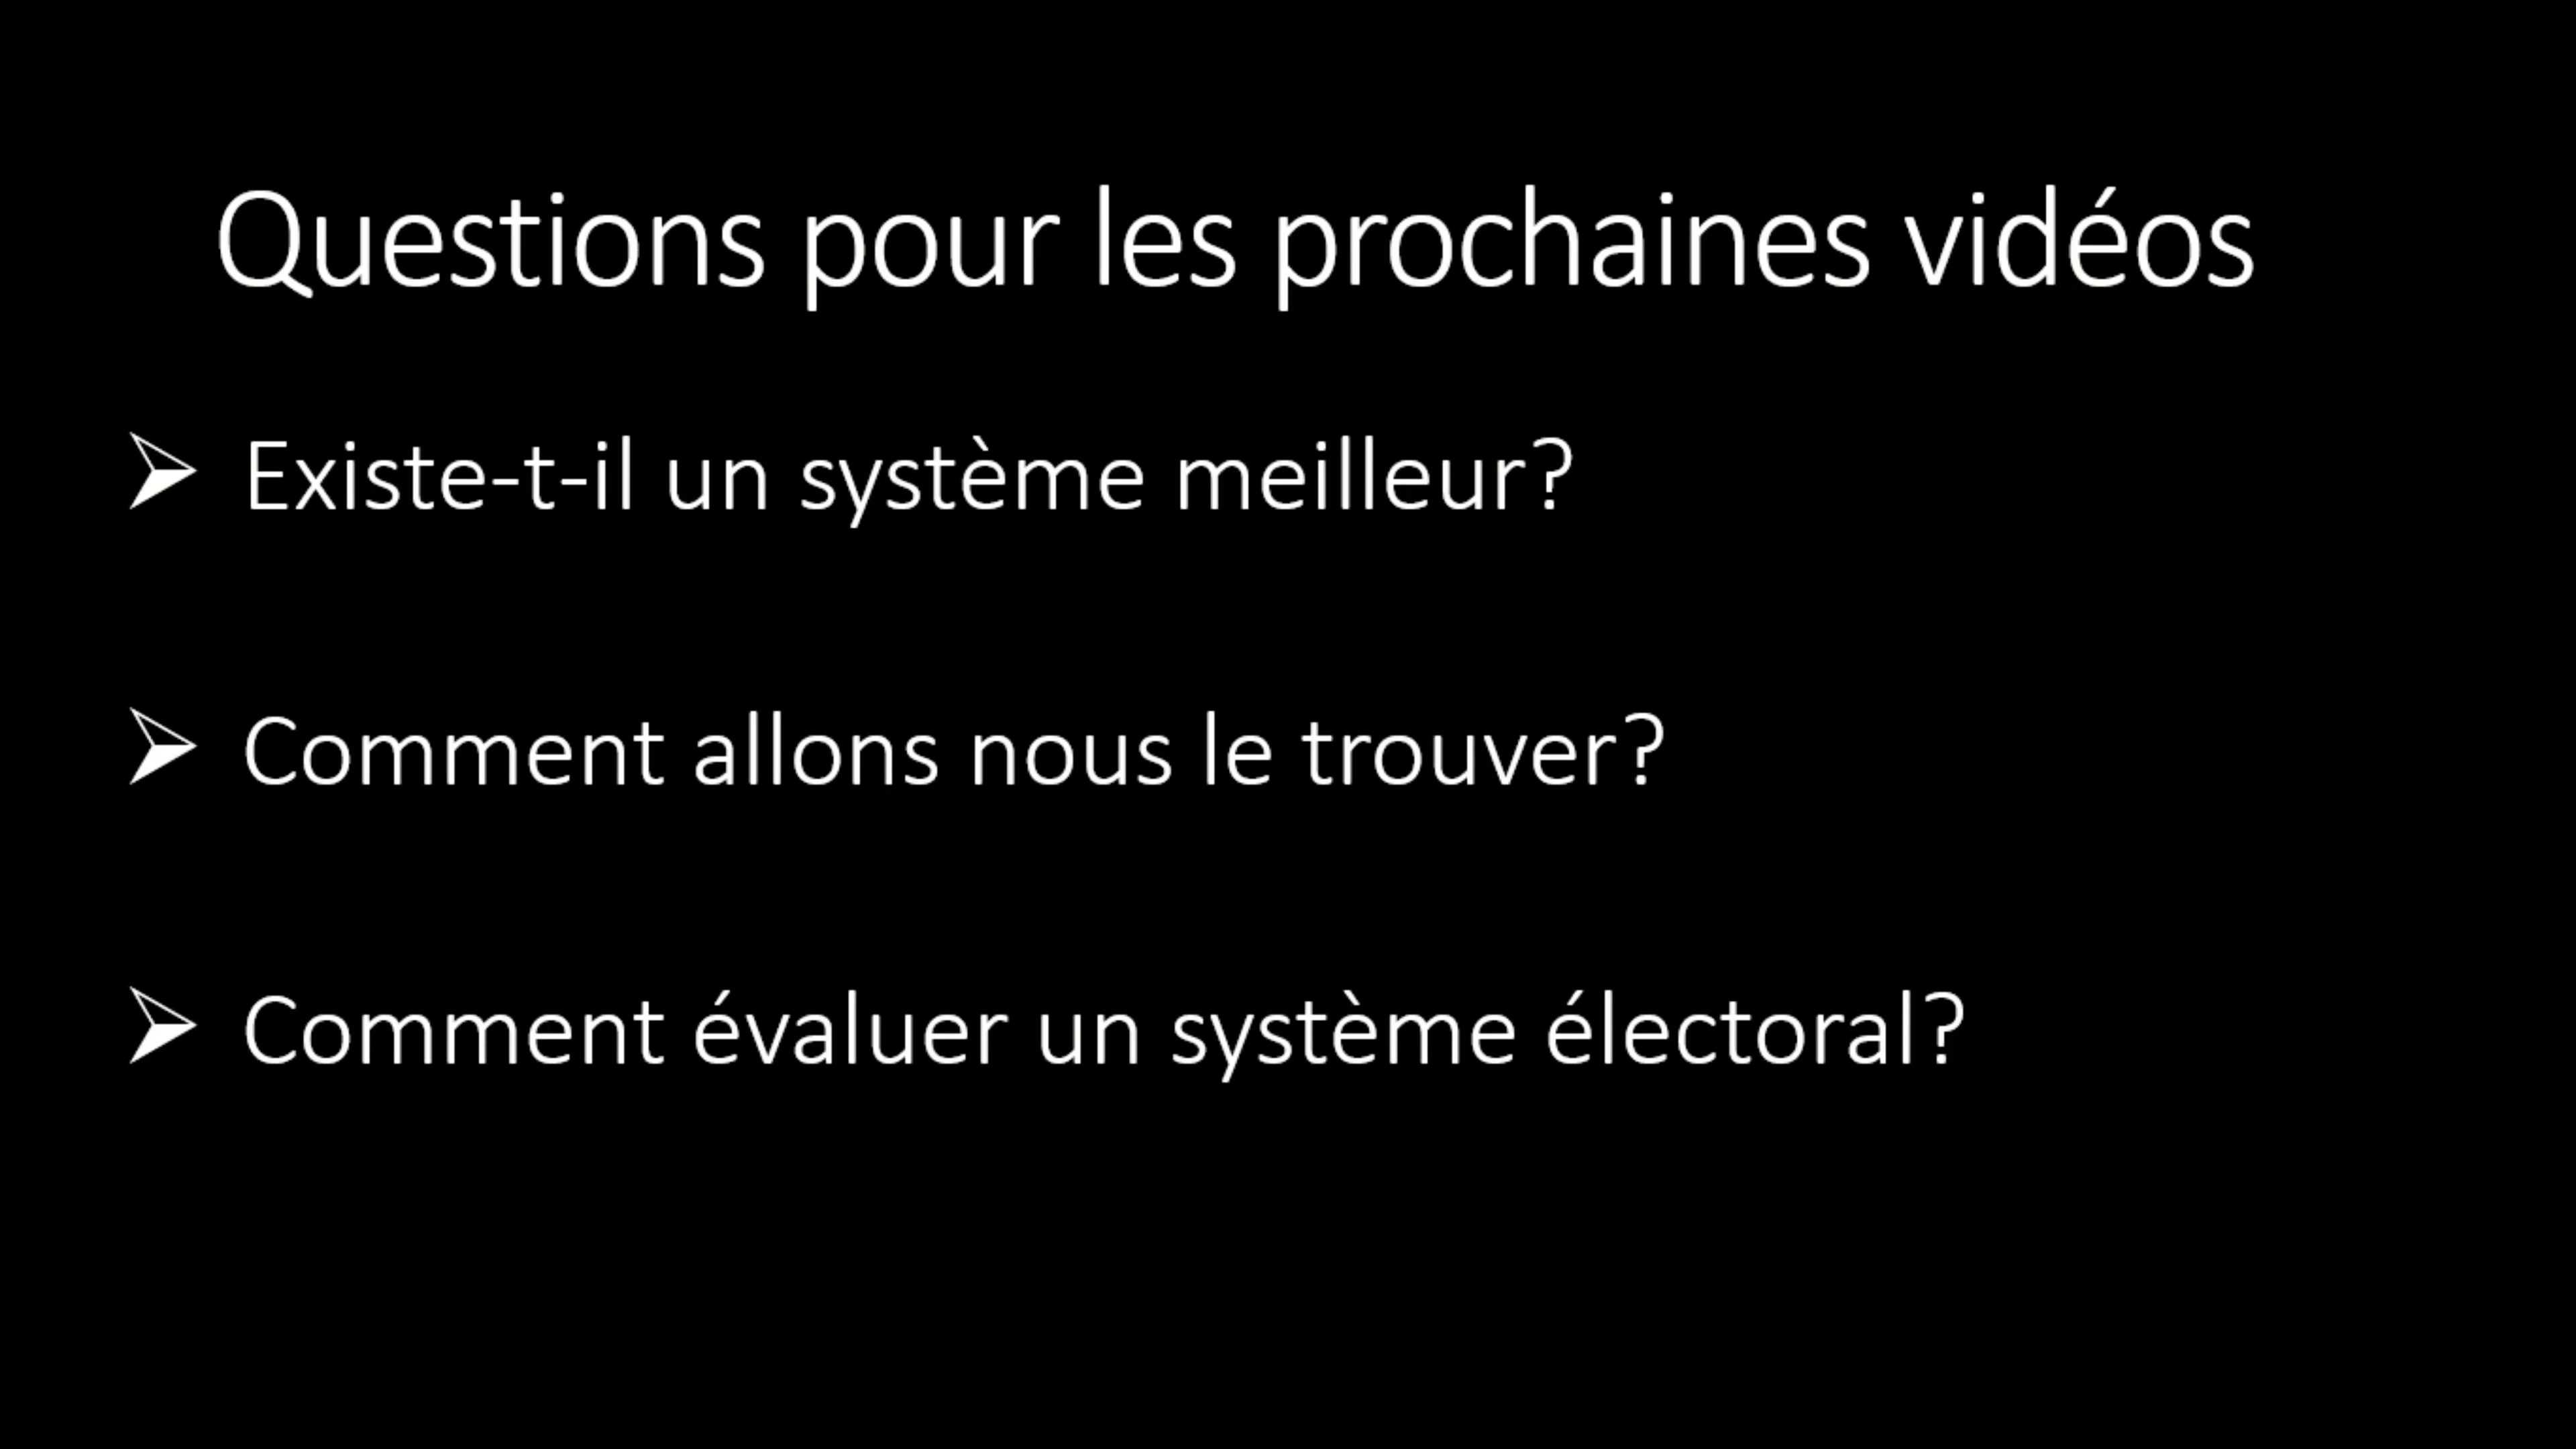 Questions pour les prochaines vidéos
➢ Existe-t-il un système meilleur?
➢ Comment allons nous le trouver?
➢ Comment évaluer un système électoral?